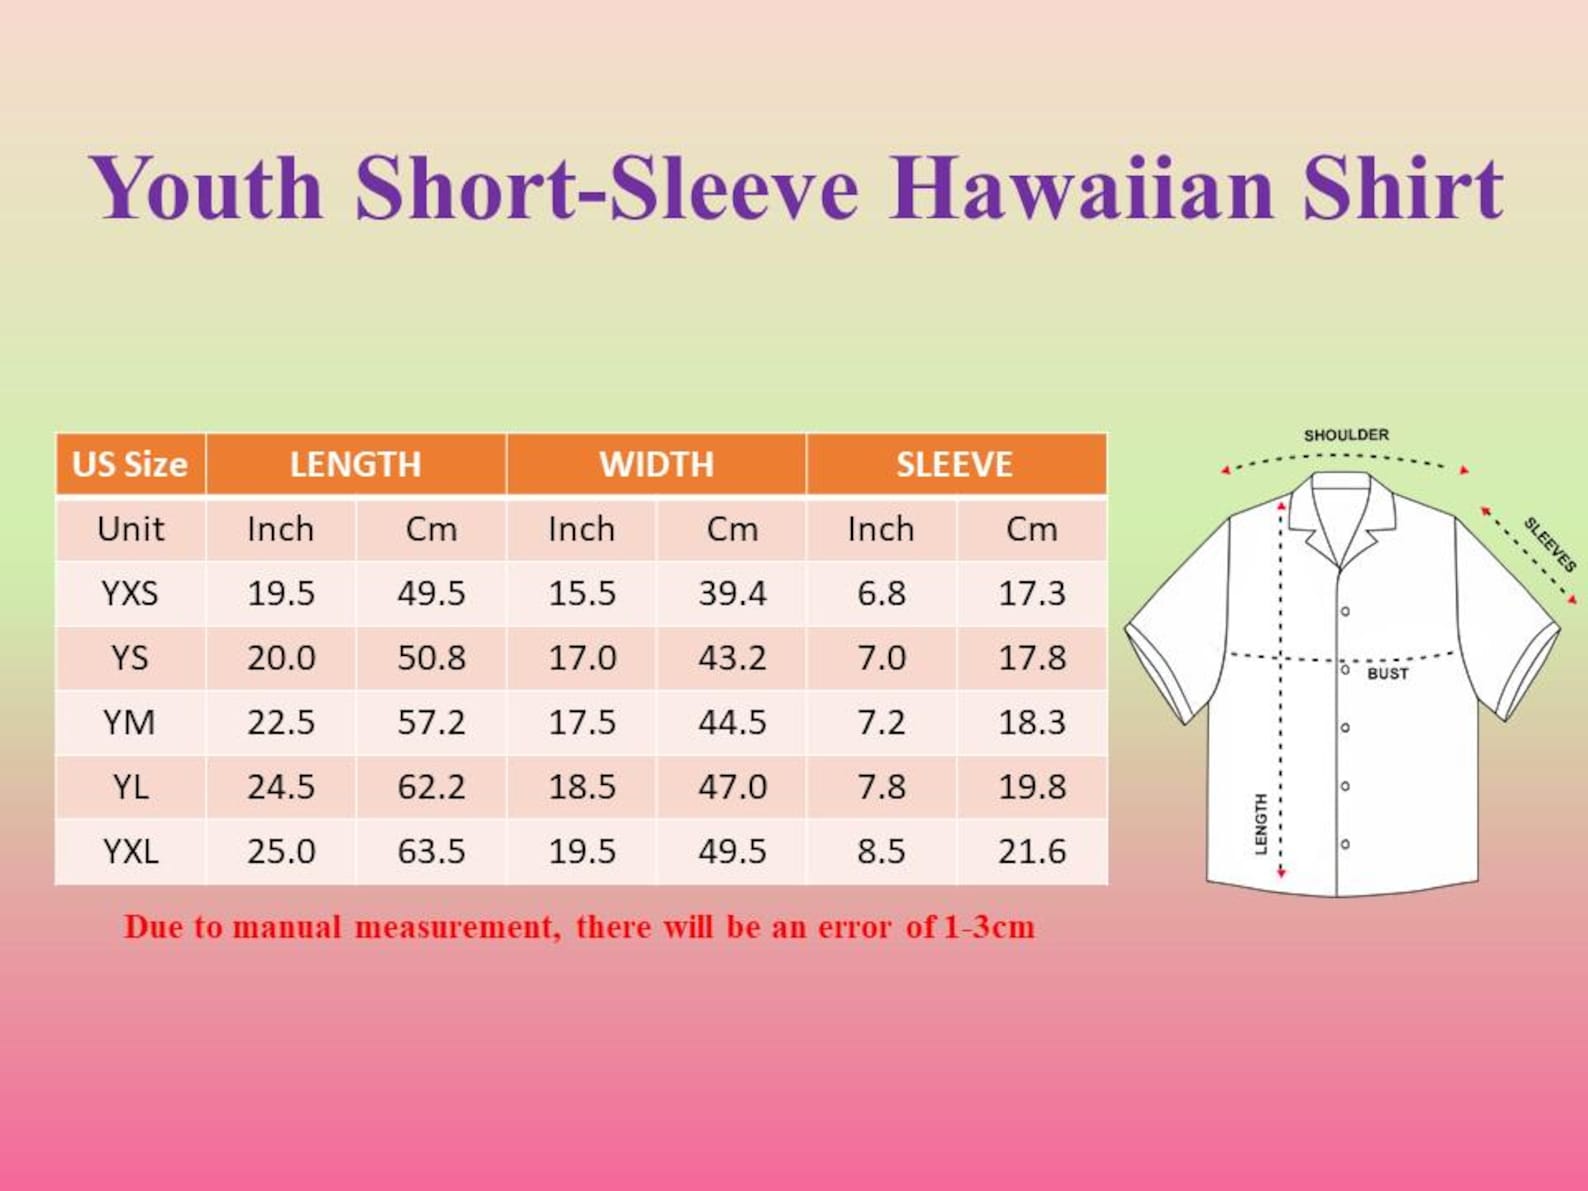 Youth Short-Sleeve Hawaiian Shirt
US Size LENGTH WIDTH SLEEVE
Unit Inch Cm Inch Cm Inch Cm
YXS 19.5 49.5 15.5 39.4 6.8 17.3
YS 20.0 50.8 17.0 43.2 7.0 17.8
YM 22.5 57.2 17.5 44.5 7.2 18.3
YL 24.5 62.2 18.5 47.0 7.8 19.8
YXL 25.0 63.5 19.5 49.5 8.5 21.6
Due to manual measurement, there will be an error of 1-3cm
SHOULDER
SLEEVES
BUST
LENGTH